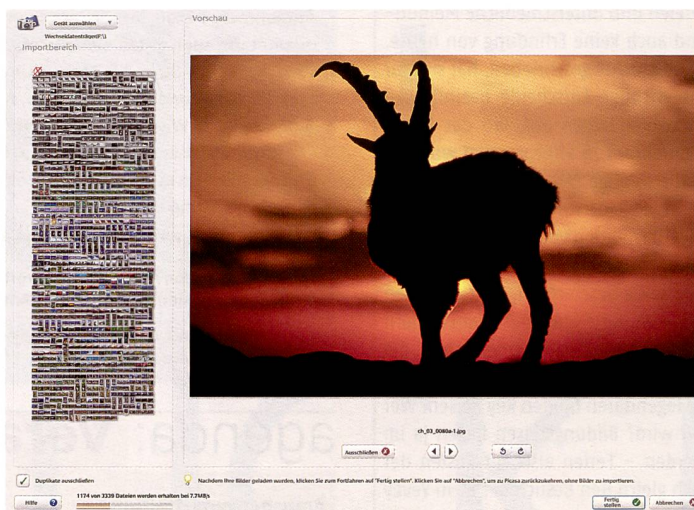 Gerät auswählen
Wechseldatenträger(F:\)
Importbereich
Vorschau
ch_03_0080a-1.jpg
Ausschließen
Duplikate ausschließen
Nachdem Ihre Bilder geladen wurden, klicken Sie zum Fortfahren auf "Fertig stellen". Klicken Sie auf "Abbrechen", um zu Picasa zurückzukehren, ohne Bilder zu importieren.
Hilfe
1174 von 3339 Dateien werden erhalten bei 7.7MB/s
Fertig
stellen
Abbrechen